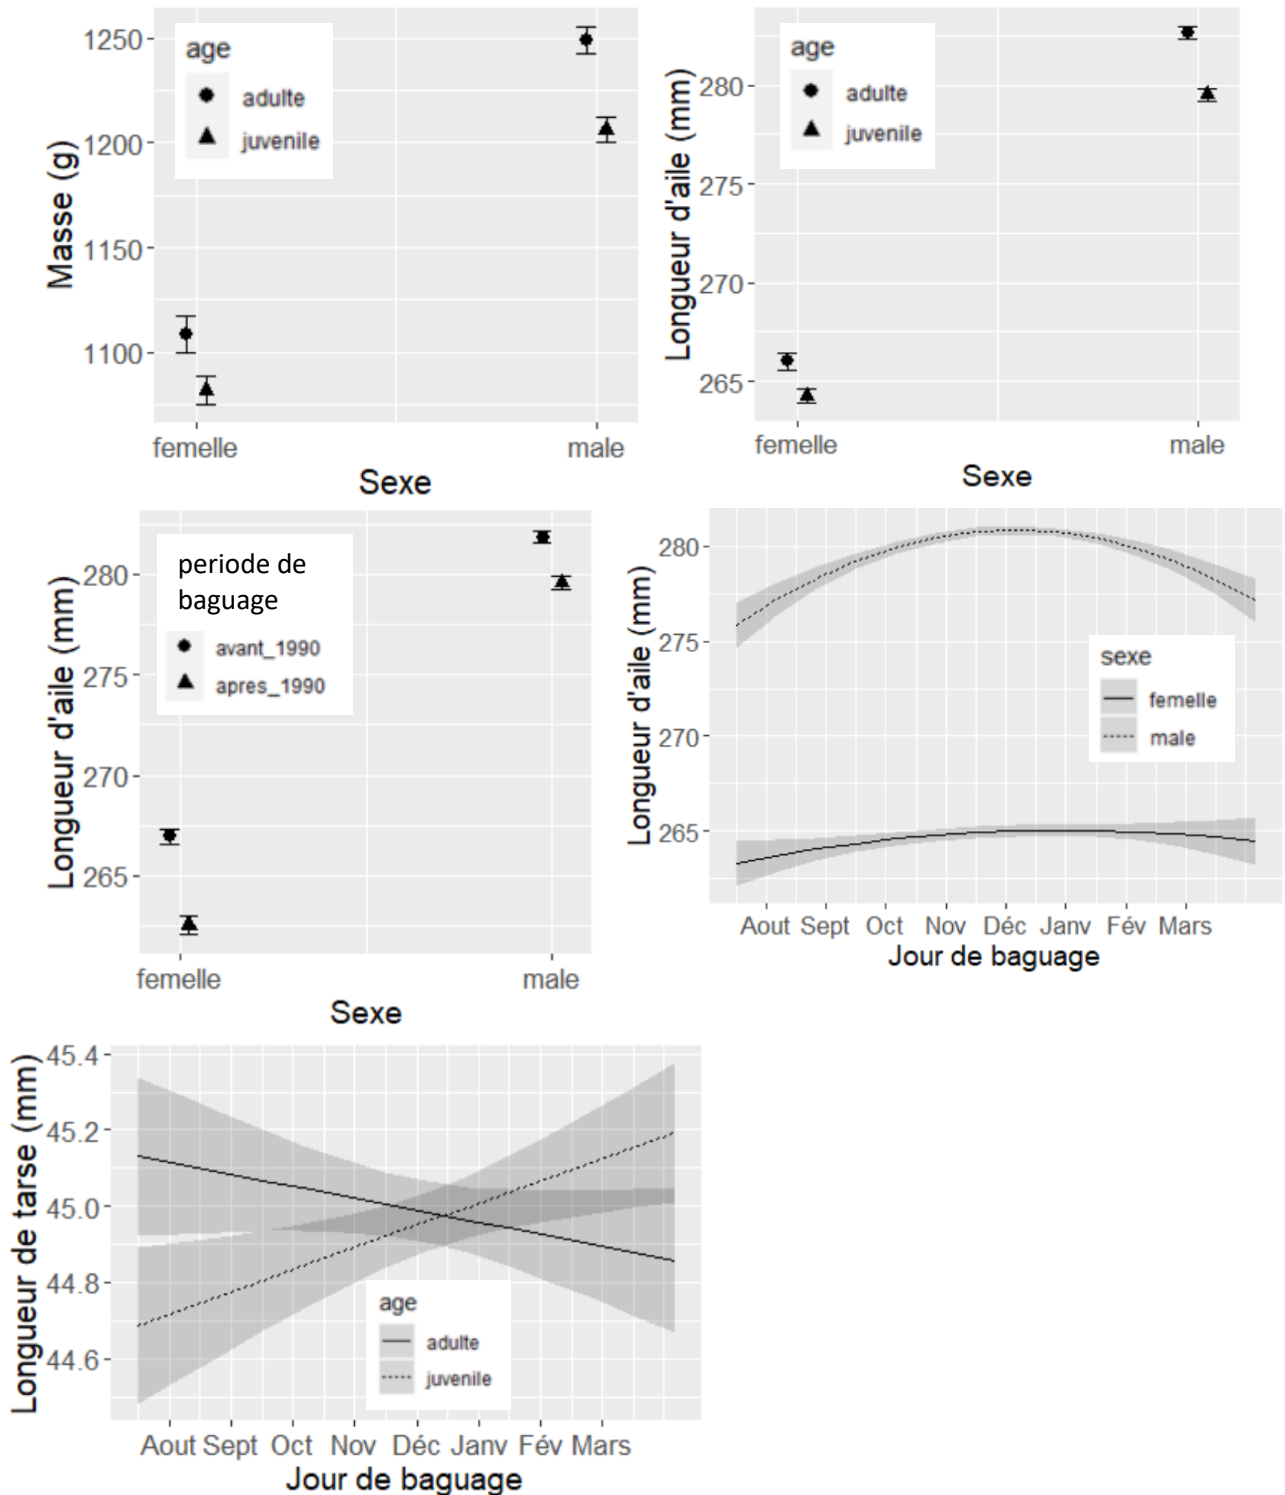 Masse (g)
1250
1200
1150
1100
age
adulte
juvenile
femelle
male
Sexe
Longueur d'aile (mm)
280
275
270
265
age
adulte
juvenile
femelle
male
Sexe
Longueur d'aile (mm)
280
275
270
265
periode de
baguage
avant_1990
apres_1990
femelle
male
Sexe
Longueur d'aile (mm)
280
275
270
265
sexe
femelle
male
Aout Sept Oct Nov Déc Janv Fév Mars
Jour de baguage
Longueur de tarse (mm)
45.4
45.2
45.0
44.8
44.6
age
adulte
juvenile
Aout Sept Oct Nov Déc Janv Fév Mars
Jour de baguage